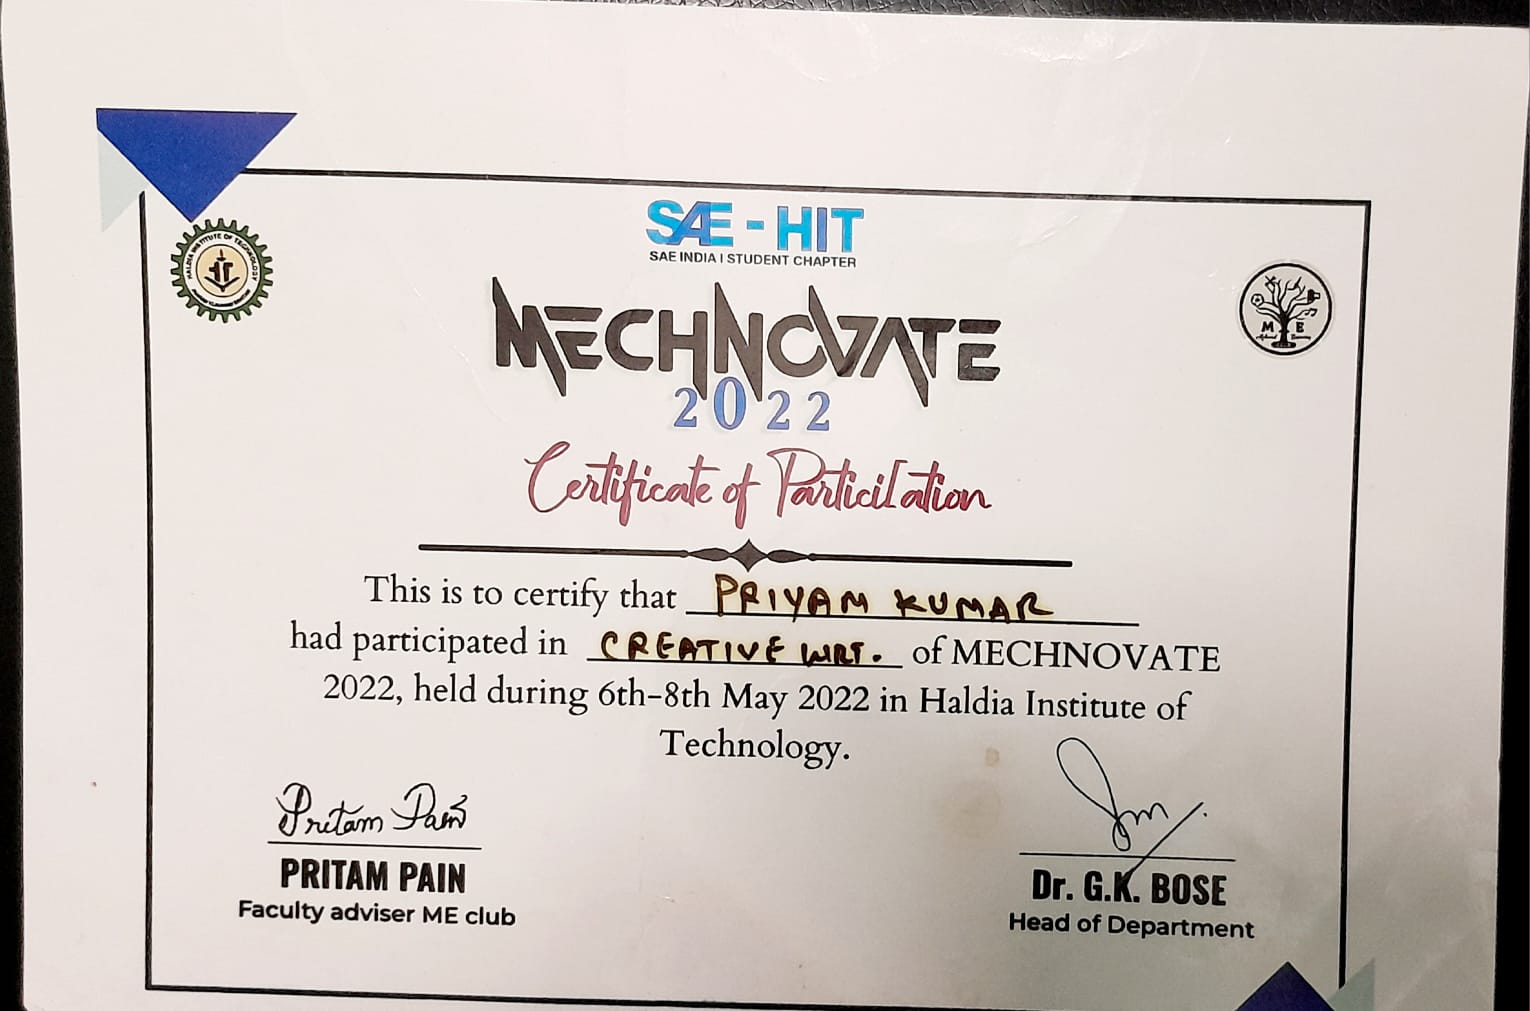 SAE-HIT
SAE INDIA | STUDENT CHAPTER
HALDIA INSTITUTE OF TECHNOLOGY
M E
MECHNOVATE
2022
Certificate of Particilation
This is to certify that PRIYAM KUMAR
had participated in CREATIVE WRT. of MECHNOVATE
2022, held during 6th-8th May 2022 in Haldia Institute of
Technology.
Pritam Pain
PRITAM PAIN
Faculty adviser ME club
Dr. G.K. BOSE
Head of Department